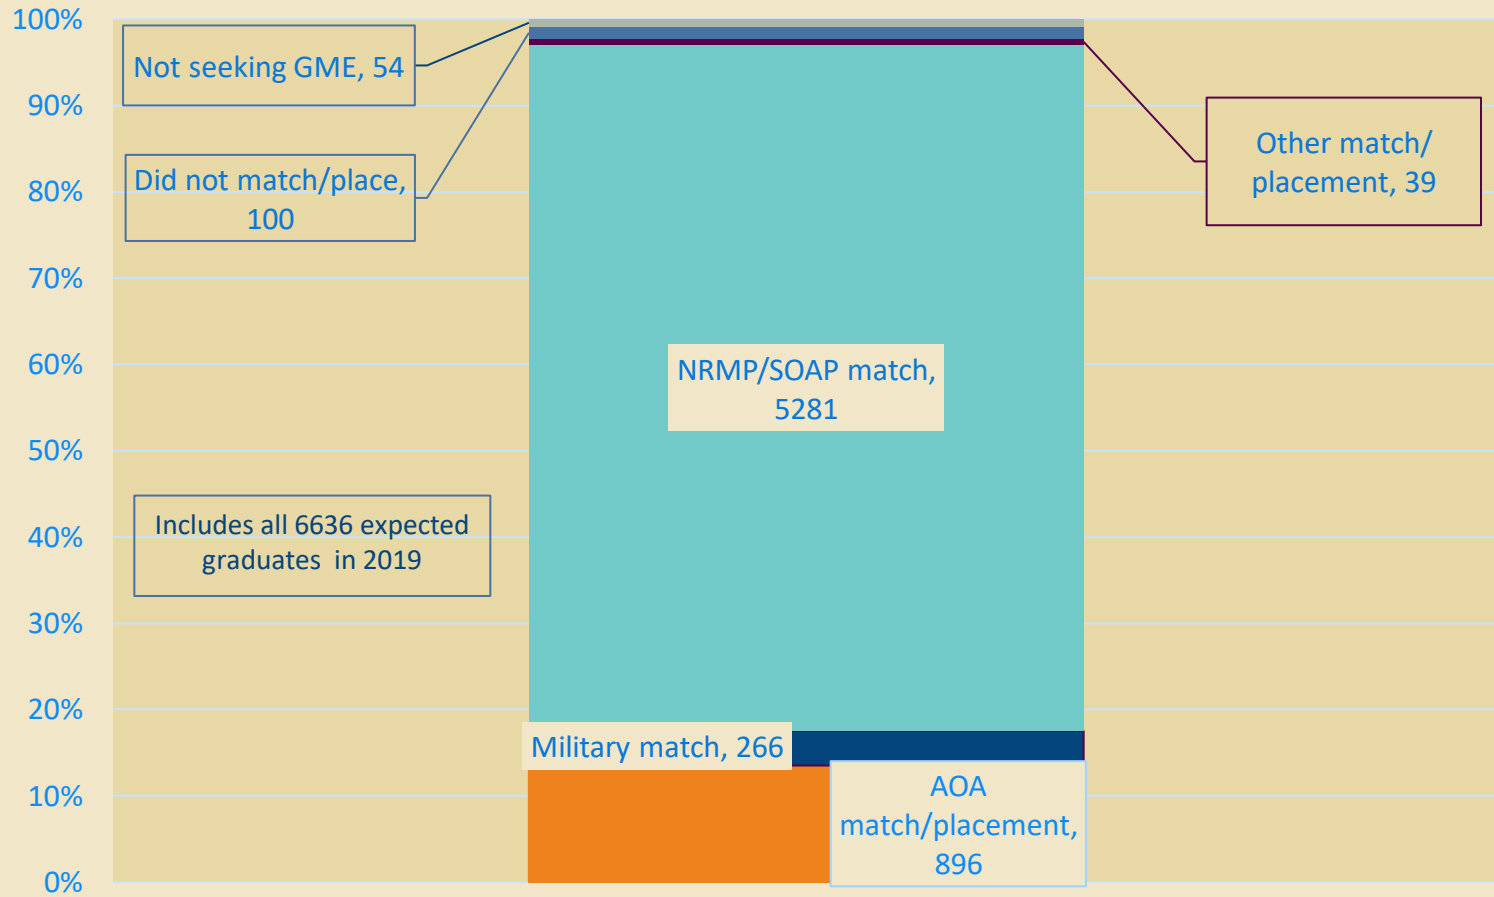 100%
90%
80%
70%
60%
50%
40%
30%
20%
10%
0%
Not seeking GME, 54
Did not match/place,
100
Other match/
placement, 39
NRMP/SOAP match,
5281
Includes all 6636 expected
graduates in 2019
Military match, 266
AOA
match/placement,
896